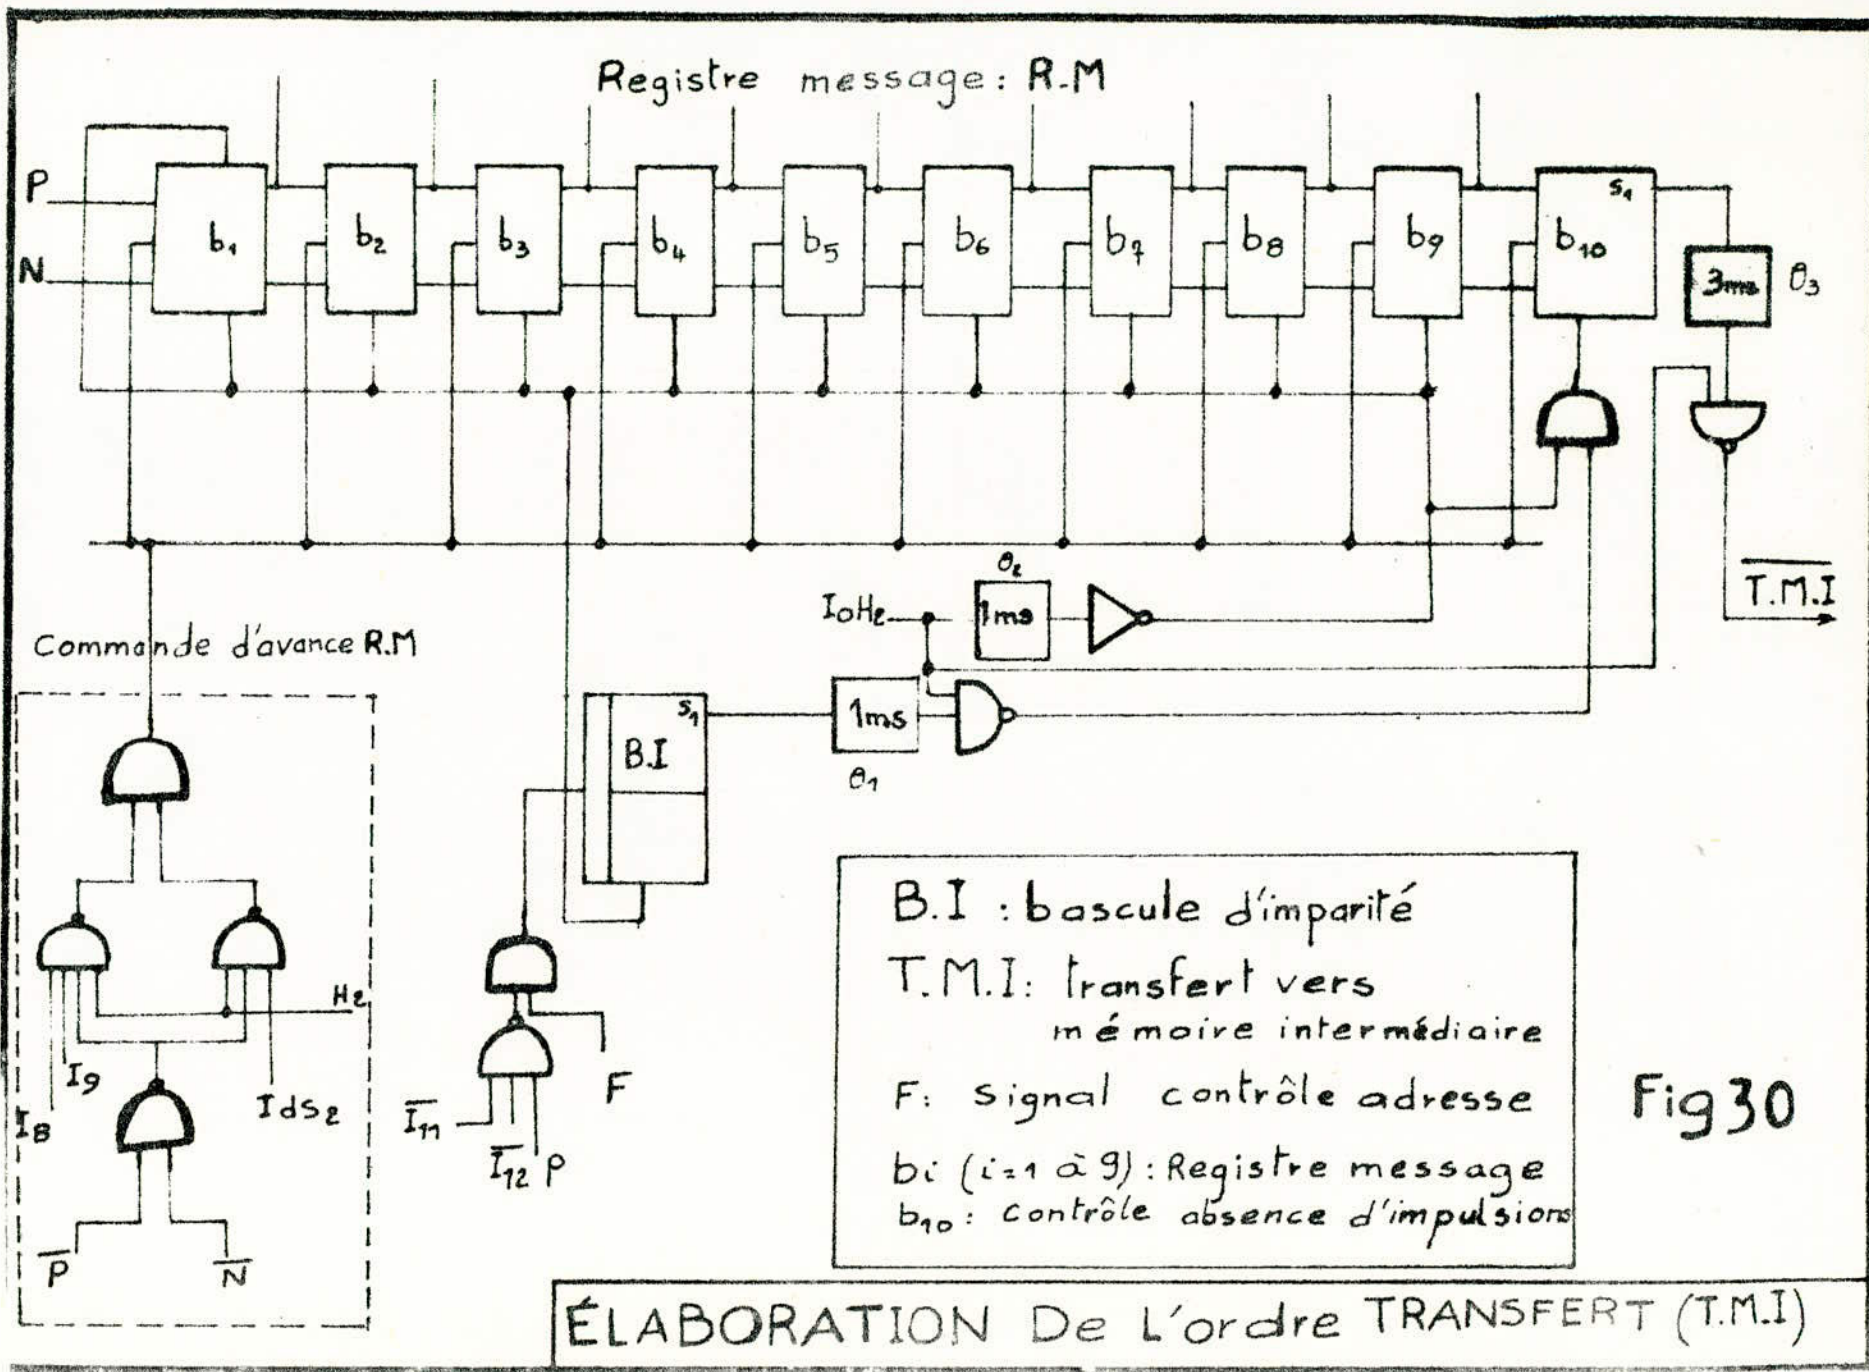 Registre message: R.M
P
N
b₁
b₂
b₃
b₄
b₅
b₆
b₇
b₈
b₉
b₁₀
s₁
3ms
θ₃
T.M.I
θ₂
I₀H₂
1ms
Commande d'avance R.M
s₁
B.I
1ms
θ₁
H₂
I₈
I₉
Ids₂
P
N
I₁₁
I₁₂
P
F
B.I : bascule d'imparité
T.M.I: transfert vers
mémoire intermédiaire
F: signal contrôle adresse
bi (i=1 à 9): Registre message
b₁₀: contrôle absence d'impulsions
Fig 30
ÉLABORATION De L'ordre TRANSFERT (T.M.I)